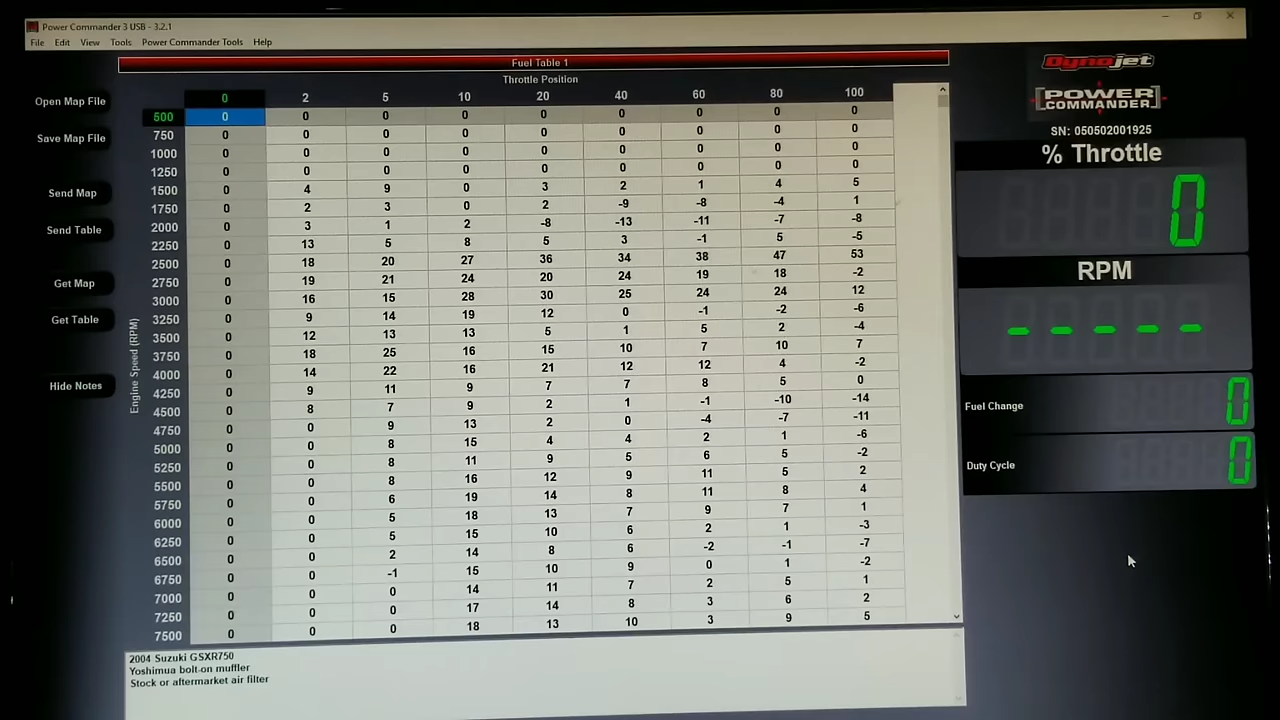 Power Commander 3 USB - 3.2.1
File Edit View Tools Power Commander Tools Help
Fuel Table 1
Throttle Position
0 2 5 10 20 40 60 80 100
500 0 0 0 0 0 0 0 0 0
750 0 0 0 0 0 0 0 0 0
1000 0 0 0 0 0 0 0 0 0
1250 0 0 0 0 0 0 0 0 0
1500 0 4 9 0 3 2 1 4 5
1750 0 2 3 0 2 -9 -8 -4 1
2000 0 3 1 2 -8 -13 -11 -7 -8
2250 0 13 5 8 5 3 -1 5 -5
2500 0 18 20 27 36 34 38 47 53
2750 0 19 21 24 20 24 19 18 -2
3000 0 16 15 28 30 25 24 24 12
3250 0 9 14 19 12 0 -1 -2 -6
3500 0 12 13 13 5 1 5 2 -4
3750 0 18 25 16 15 10 7 10 7
4000 0 14 22 16 21 12 12 4 -2
4250 0 9 11 9 7 7 8 5 0
4500 0 8 7 9 2 1 -1 -10 -14
4750 0 0 9 13 2 0 -4 -7 -11
5000 0 0 8 15 4 4 2 1 -6
5250 0 0 8 11 9 5 6 5 -2
5500 0 0 8 16 12 9 11 5 2
5750 0 0 6 19 14 8 11 8 4
6000 0 0 5 18 13 7 9 7 1
6250 0 0 5 15 10 6 2 1 -3
6500 0 0 2 14 8 6 -2 -1 -7
6750 0 0 -1 15 10 9 0 1 -2
7000 0 0 0 14 11 7 2 5 1
7250 0 0 0 17 14 8 3 6 2
7500 0 0 0 18 13 10 3 9 5
Engine Speed (RPM)
Open Map File
Save Map File
Send Map
Send Table
Get Map
Get Table
Hide Notes
2004 Suzuki GSXR750
Yoshimua bolt-on muffler
Stock or aftermarket air filter
Dynojet
POWER
COMMANDER
SN: 050502001925
% Throttle
0
RPM
- - - - -
Fuel Change 0
Duty Cycle 0